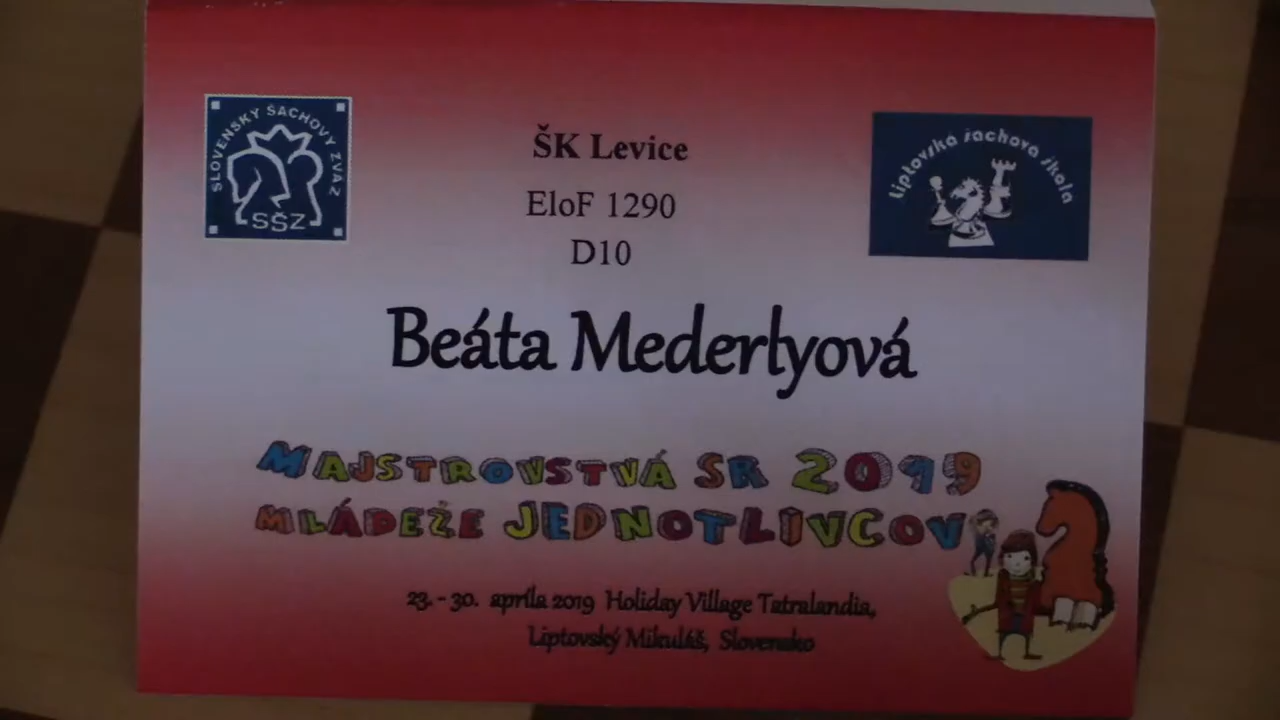 SLOVENSKÝ ŠACHOVÝ ZVÄZ
SŠZ
ŠK Levice
EloF 1290
D10
Liptovská šachová škola
Beáta Mederlyová
MAJSTROVSTVÁ SR 2019
MLÁDEŽE JEDNOTLIVCOV
23. - 30. apríla 2019 Holiday Village Tatralandia,
Liptovský Mikuláš, Slovensko